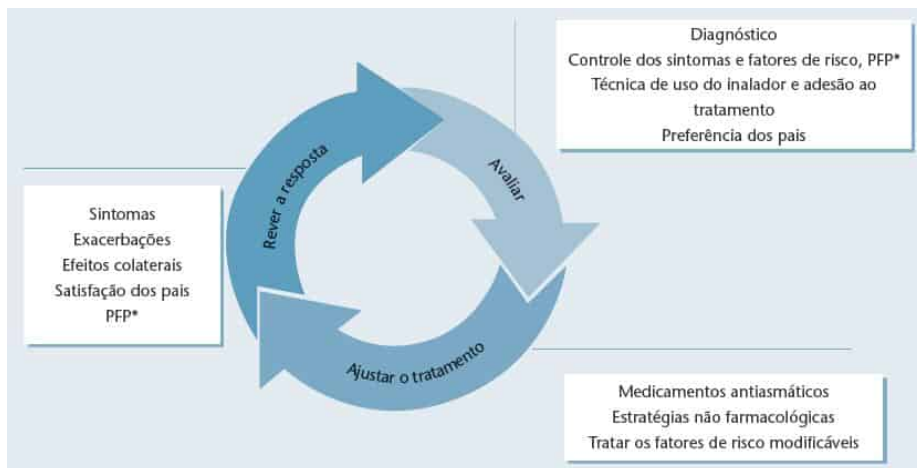 Diagnóstico
Controle dos sintomas e fatores de risco, PFP*
Técnica de uso do inalador e adesão ao
tratamento
Preferência dos pais
Avaliar
Rever a resposta
Sintomas
Exacerbações
Efeitos colaterais
Satisfação dos pais
PFP*
Ajustar o tratamento
Medicamentos antiasmáticos
Estratégias não farmacológicas
Tratar os fatores de risco modificáveis